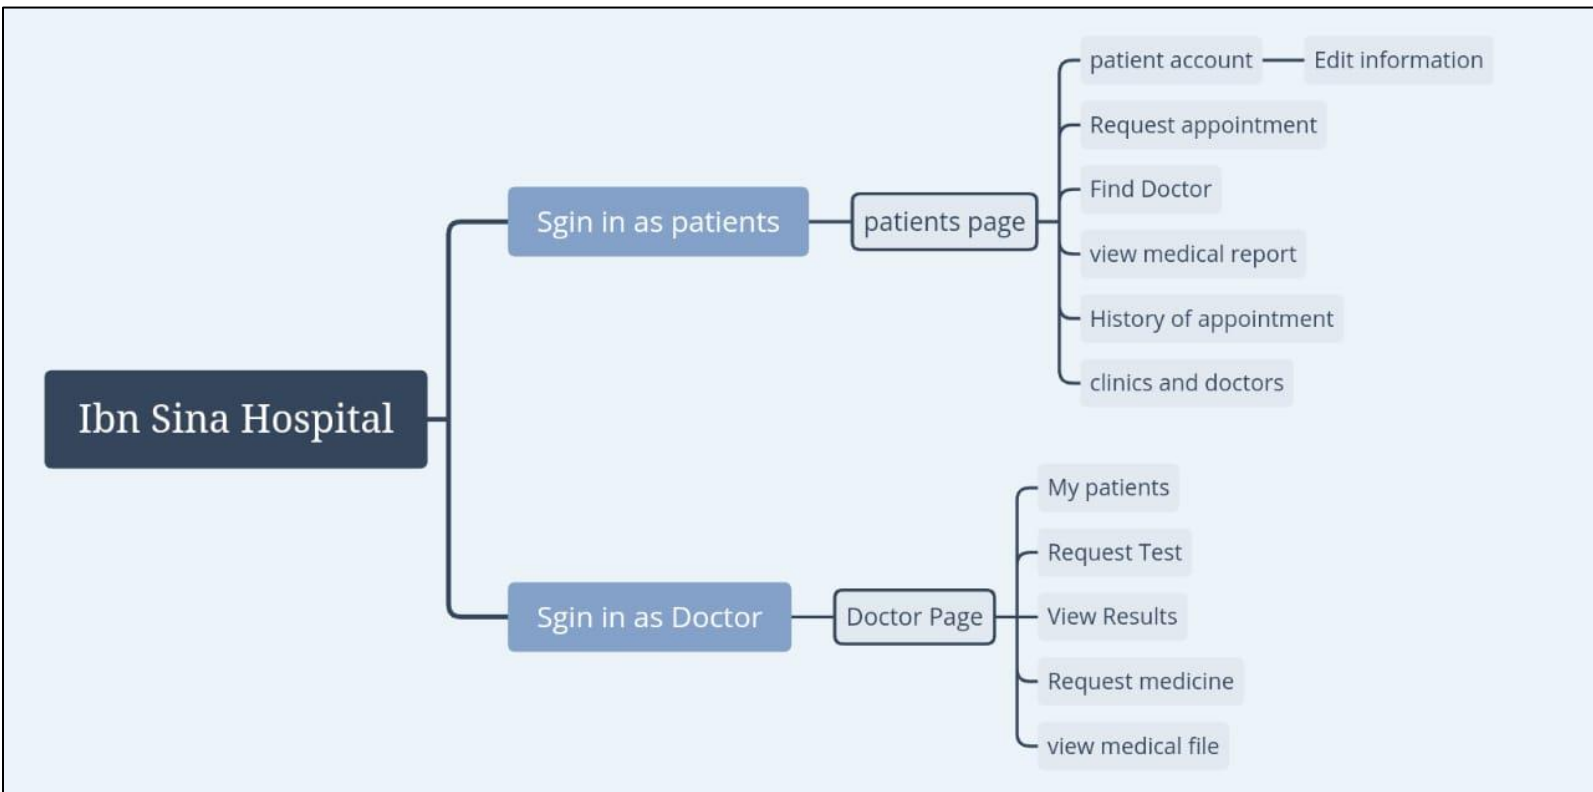 Ibn Sina Hospital
Sgin in as patients
patients page
patient account
Edit information
Request appointment
Find Doctor
view medical report
History of appointment
clinics and doctors
Sgin in as Doctor
Doctor Page
My patients
Request Test
View Results
Request medicine
view medical file